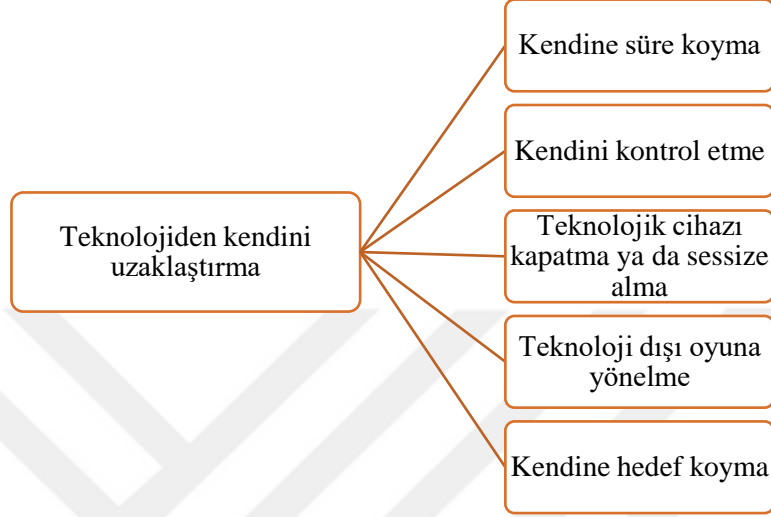 Teknolojiden kendini
uzaklaştırma
Kendine süre koyma
Kendini kontrol etme
Teknolojik cihazı
kapatma ya da sessize
alma
Teknoloji dışı oyuna
yönelme
Kendine hedef koyma